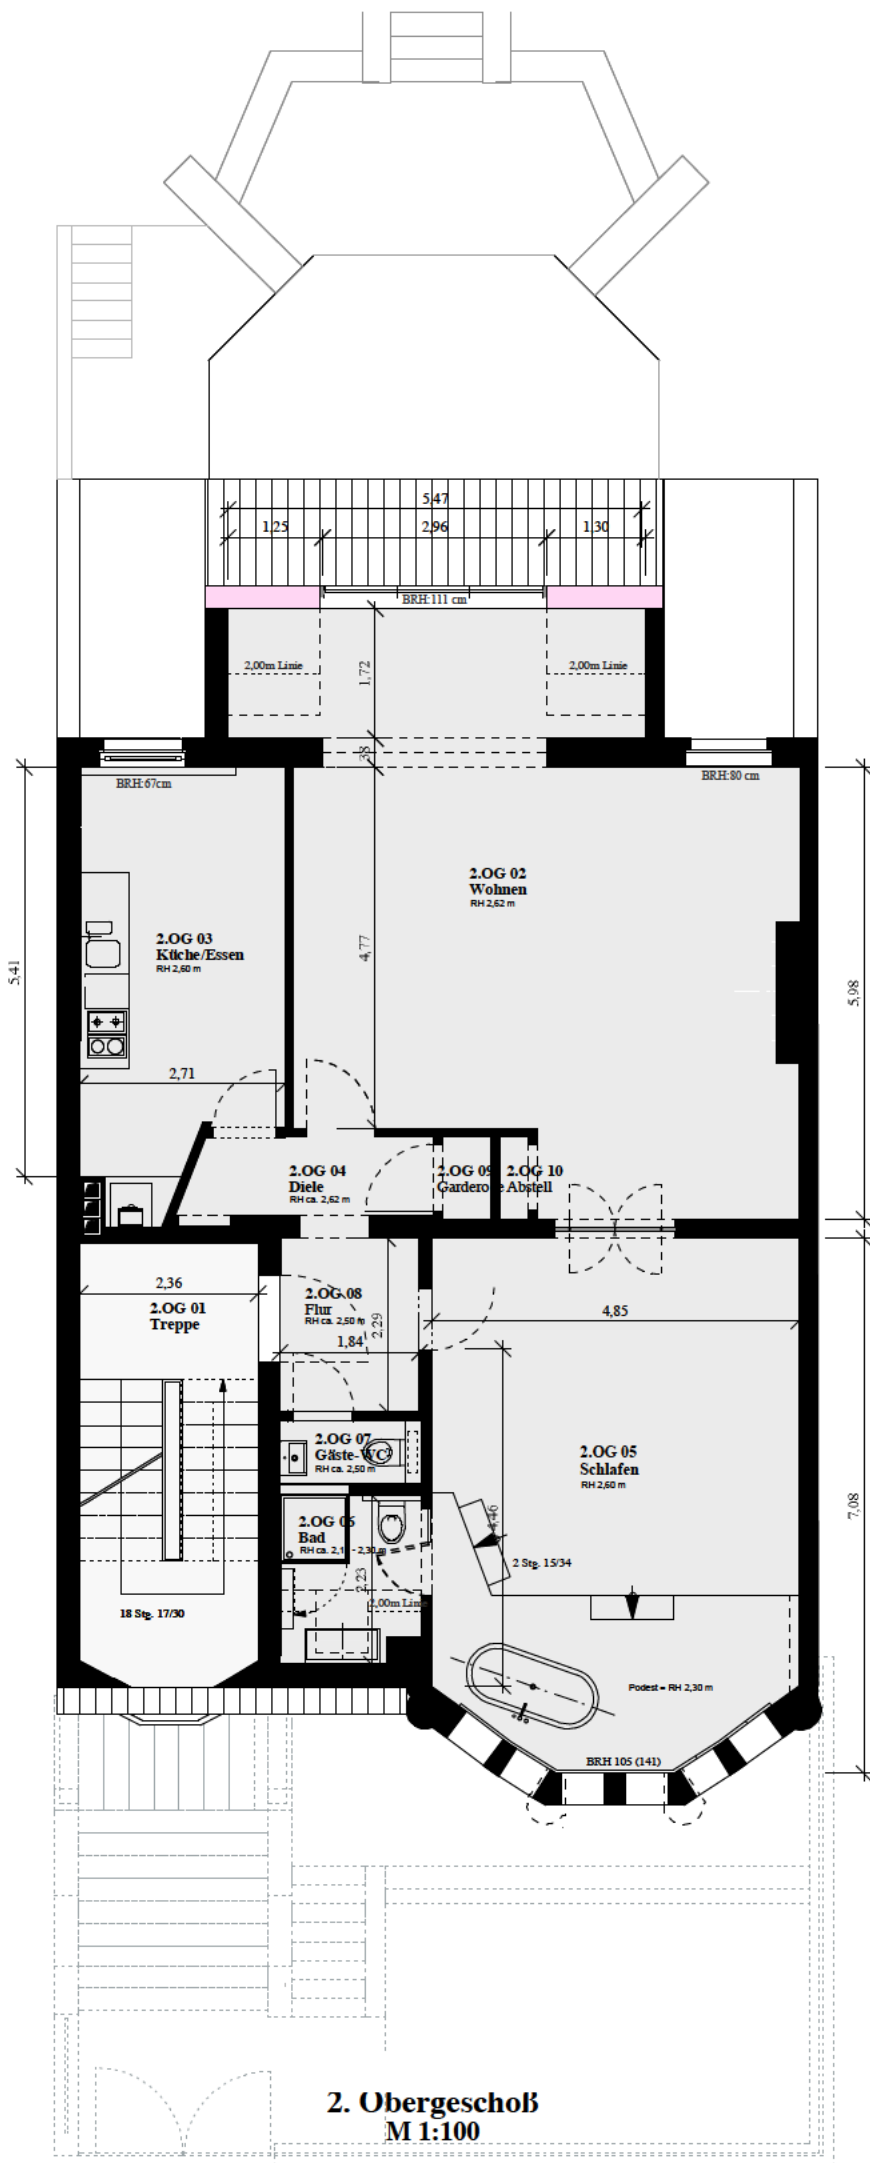 5,47
1,25
2,96
1,30
BRH:111 cm
2,00m Linie
1,72
2,00m Linie
38
BRH:67cm
BRH:80 cm
2.OG 02
Wohnen
RH 2,62 m
2.OG 03
Küche/Essen
RH 2,60 m
4,77
5,41
5,98
2,71
2.OG 04
Diele
RH ca. 2,62 m
2.OG 09
Abstell
2.OG 10
2,36
2.OG 01
Treppe
2.OG 08
Flur
RH ca. 2,50 m
2,29
1,84
4,85
2.OG 07
Gäste-WC
RH ca. 2,50 m
2.OG 05
Schlafen
RH 2,60 m
7,08
4,46
2.OG 06
Bad
2 Stg. 15/34
2,23
2,00m Linie
18 Stg. 17/30
Podest = RH 2,30 m
BRH 105 (141)
2. Obergeschoß
M 1:100